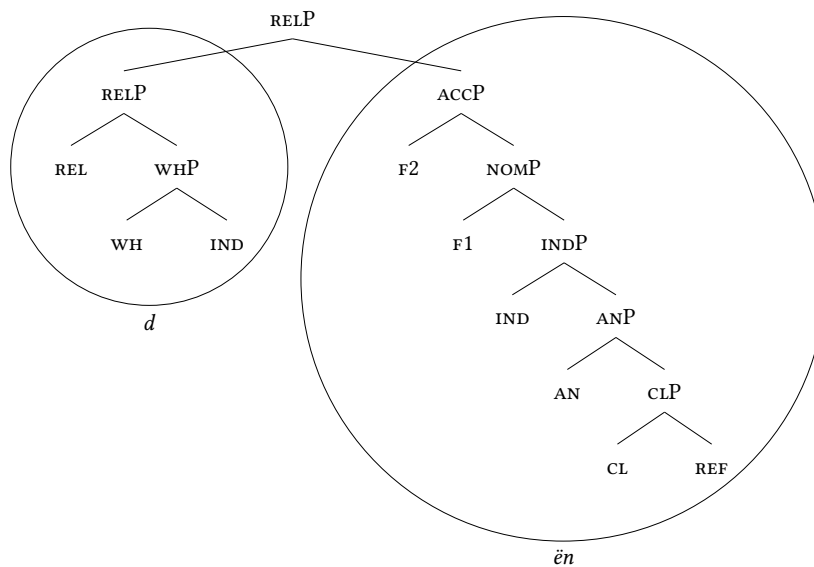 RELP
RELP ACCP
REL WHP F2 NOMP
WH IND F1 INDP
d IND ANP
AN CLP
CL REF
ën